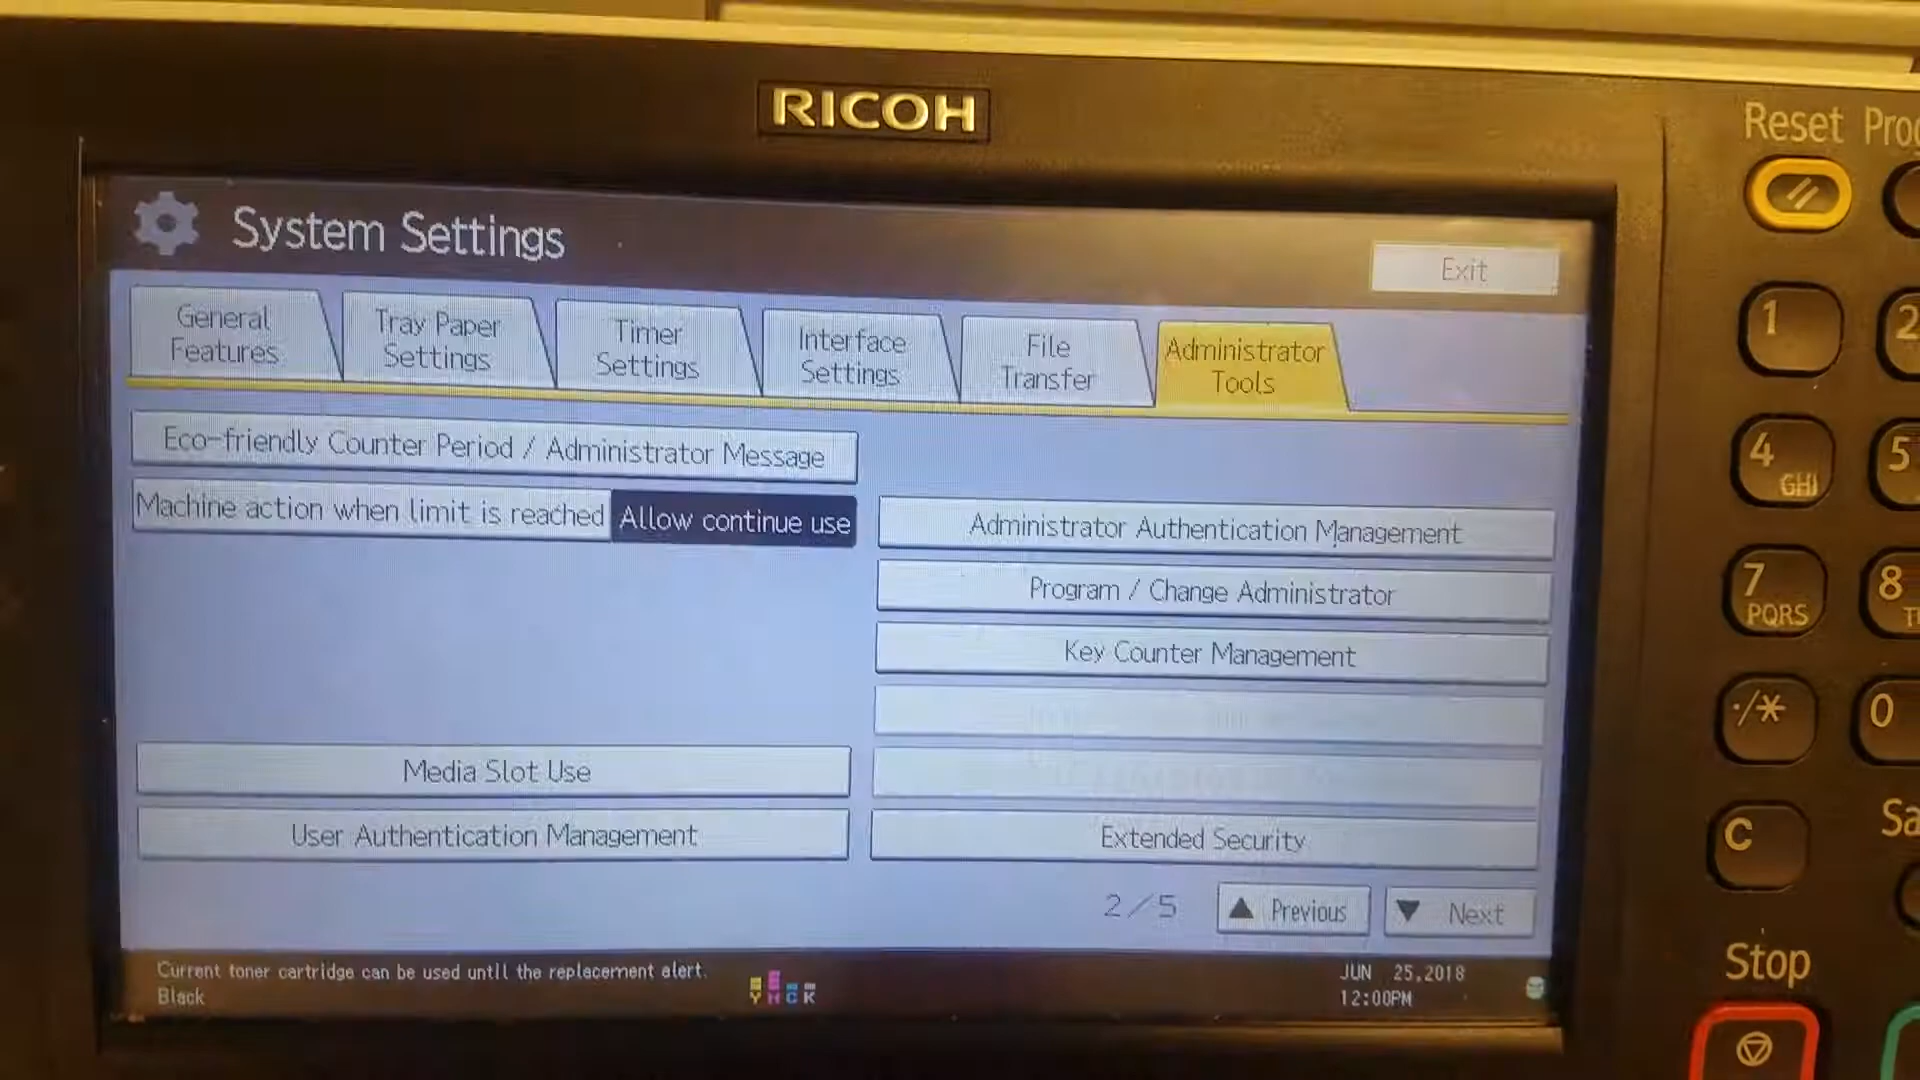 RICOH
Reset
System Settings
Exit
General
Features
Tray Paper
Settings
Timer
Settings
Interface
Settings
File
Transfer
Administrator
Tools
Eco-friendly Counter Period / Administrator Message
Machine action when limit is reached
Allow continue use
Administrator Authentication Management
Program / Change Administrator
Key Counter Management
Media Slot Use
User Authentication Management
Extended Security
2/5
▲ Previous
▼ Next
Current toner cartridge can be used until the replacement alert.
Black
Y M C K
JUN 25,2018
12:00PM
1
2
4
GHI
5
7
PQRS
8
./*
0
C
Stop